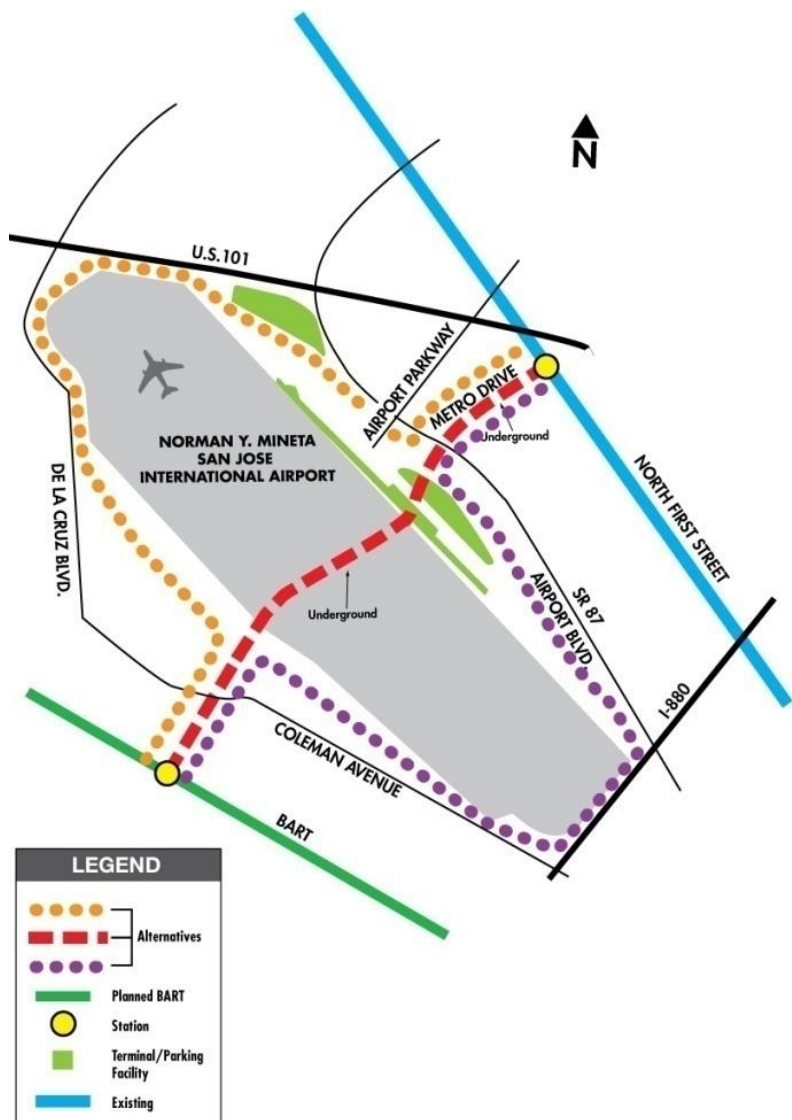 N
U.S.101
AIRPORT PARKWAY
METRO DRIVE
Underground
NORMAN Y. MINETA
SAN JOSE
INTERNATIONAL AIRPORT
DE LA CRUZ BLVD.
NORTH FIRST STREET
SR 87
AIRPORT BLVD.
Underground
I-880
COLEMAN AVENUE
BART
LEGEND
Alternatives
Planned BART
Station
Terminal/Parking
Facility
Existing